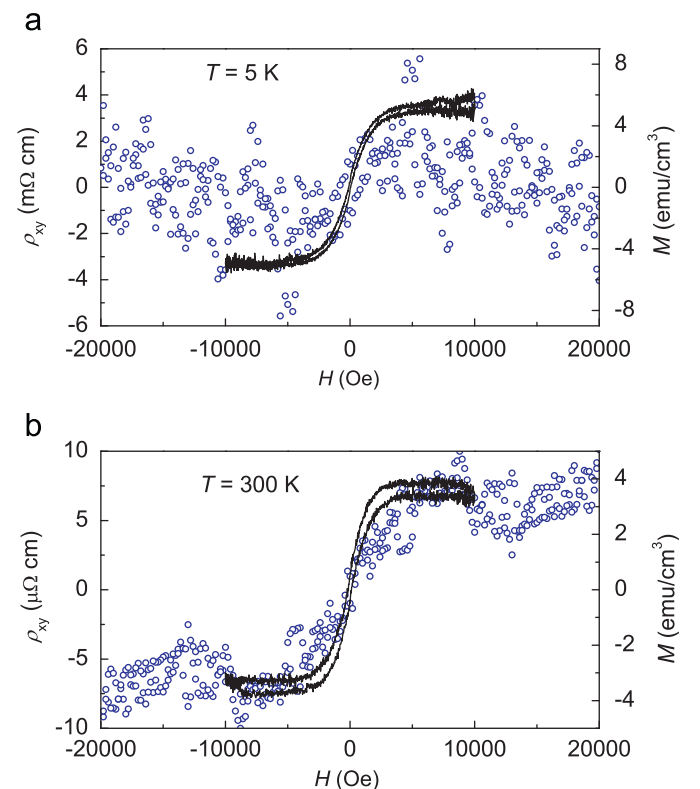 a
T = 5 K
6
4
2
0
-2
-4
-6
ρxy (mΩ cm)
8
4
0
-4
-8
M (emu/cm³)
-20000 -10000 0 10000 20000
H (Oe)
b
T = 300 K
10
5
0
-5
-10
ρxy (μΩ cm)
4
2
0
-2
-4
M (emu/cm³)
-20000 -10000 0 10000 20000
H (Oe)